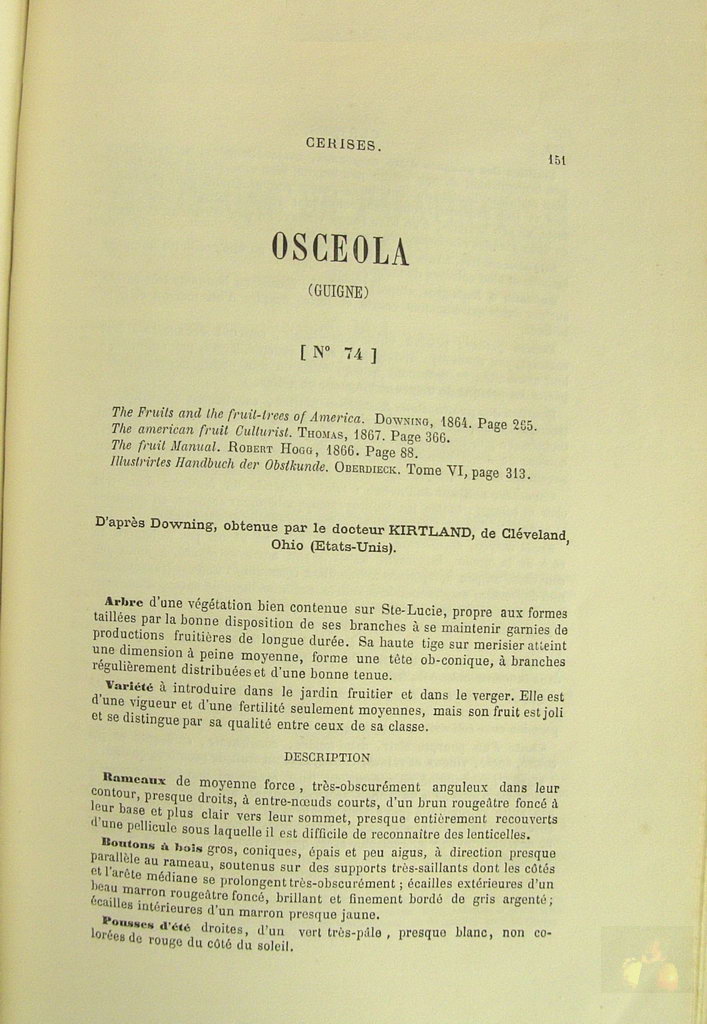 CERISES.
151
OSCEOLA
(GUIGNE)
[ N° 74 ]
The Fruits and the fruit-trees of America. DOWNING, 1864. Page 265.
The american fruit Culturist. THOMAS, 1867. Page 366.
The fruit Manual. ROBERT HOGG, 1866. Page 88.
Illustrirtes Handbuch der Obstkunde. OBERDIECK. Tome VI, page 313.
D'après Downing, obtenue par le docteur KIRTLAND, de Cléveland,
Ohio (Etats-Unis).
Arbre d'une végétation bien contenue sur Ste-Lucie, propre aux formes
taillées par la bonne disposition de ses branches à se maintenir garnies de
productions fruitières de longue durée. Sa haute tige sur merisier atteint
une dimension à peine moyenne, forme une tête ob-conique, à branches
régulièrement distribuées et d'une bonne tenue.
Variété à introduire dans le jardin fruitier et dans le verger. Elle est
d'une vigueur et d'une fertilité seulement moyennes, mais son fruit est joli
et se distingue par sa qualité entre ceux de sa classe.
DESCRIPTION
Rameaux de moyenne force, très-obscurément anguleux dans leur
contour, presque droits, à entre-nœuds courts, d'un brun rougeâtre foncé à
leur base et plus clair vers leur sommet, presque entièrement recouverts
d'une pellicule sous laquelle il est difficile de reconnaître des lenticelles.
Boutons à bois gros, coniques, épais et peu aigus, à direction presque
parallèle au rameau, soutenus sur des supports très-saillants dont les côtés
et l'arête médiane se prolongent très-obscurément ; écailles extérieures d'un
beau marron rougeâtre foncé, brillant et finement bordé de gris argenté;
écailles intérieures d'un marron presque jaune.
Pousses d'été droites, d'un vert très-pâle, presque blanc, non co-
lorées de rouge du côté du soleil.